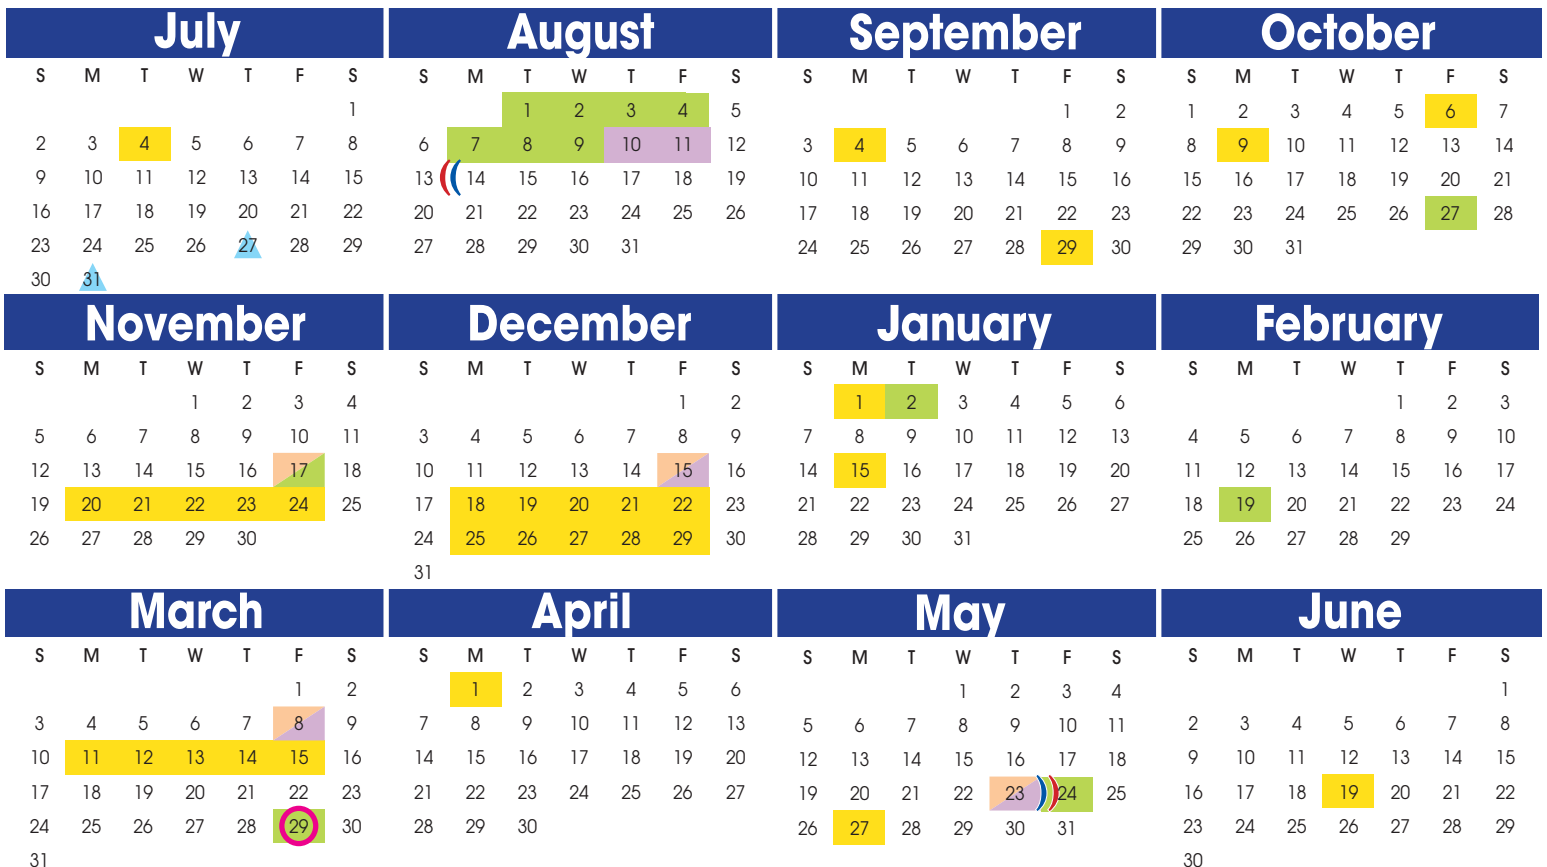 July August September October
S M T W T F S S M T W T F S S M T W T F S S M T W T F S
1 1 2 3 4 5 1 2 1 2 3 4 5 6 7
2 3 4 5 6 7 8 6 7 8 9 10 11 12 3 4 5 6 7 8 9 8 9 10 11 12 13 14
9 10 11 12 13 14 15 13 14 15 16 17 18 19 10 11 12 13 14 15 16 15 16 17 18 19 20 21
16 17 18 19 20 21 22 20 21 22 23 24 25 26 17 18 19 20 21 22 23 22 23 24 25 26 27 28
23 24 25 26 27 28 29 27 28 29 30 31 24 25 26 27 28 29 30 29 30 31
30 31
November December January February
S M T W T F S S M T W T F S S M T W T F S S M T W T F S
1 2 3 4 1 2 1 2 3 4 5 6 1 2 3
5 6 7 8 9 10 11 3 4 5 6 7 8 9 7 8 9 10 11 12 13 4 5 6 7 8 9 10
12 13 14 15 16 17 18 10 11 12 13 14 15 16 14 15 16 17 18 19 20 11 12 13 14 15 16 17
19 20 21 22 23 24 25 17 18 19 20 21 22 23 21 22 23 24 25 26 27 18 19 20 21 22 23 24
26 27 28 29 30 24 25 26 27 28 29 30 28 29 30 31 25 26 27 28 29
31
March April May June
S M T W T F S S M T W T F S S M T W T F S S M T W T F S
1 2 1 2 3 4 5 6 1 2 3 4 1
3 4 5 6 7 8 9 7 8 9 10 11 12 13 5 6 7 8 9 10 11 2 3 4 5 6 7 8
10 11 12 13 14 15 16 14 15 16 17 18 19 20 12 13 14 15 16 17 18 9 10 11 12 13 14 15
17 18 19 20 21 22 23 21 22 23 24 25 26 27 19 20 21 22 23 24 25 16 17 18 19 20 21 22
24 25 26 27 28 29 30 28 29 30 26 27 28 29 30 31 23 24 25 26 27 28 29
31 30